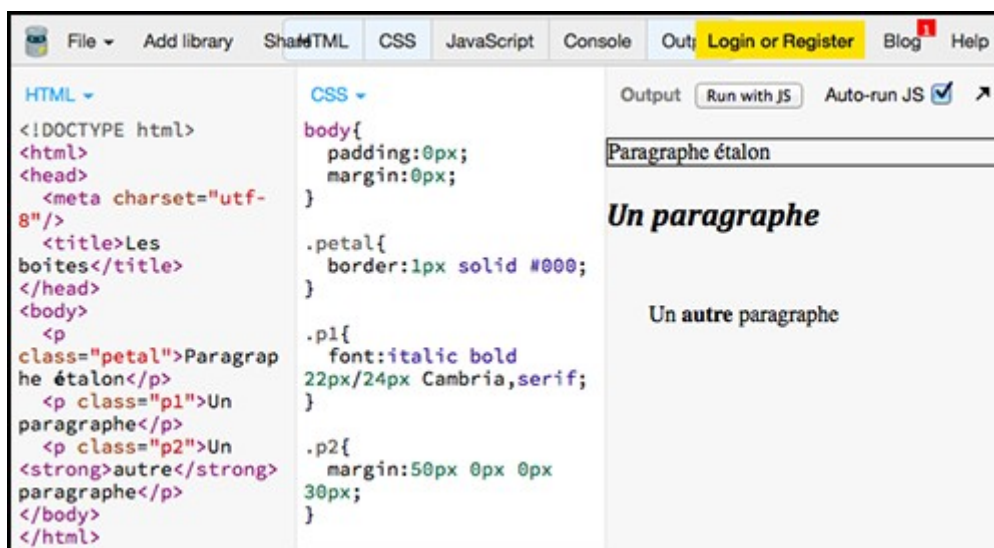 File Add library Share HTML CSS JavaScript Console Outp Login or Register Blog 1 Help
HTML
<!DOCTYPE html>
<html>
<head>
<meta charset="utf-
8"/>
<title>Les
boites</title>
</head>
<body>
<p
class="petal">Paragrap
he étalon</p>
<p class="p1">Un
paragraphe</p>
<p class="p2">Un
<strong>autre</strong>
paragraphe</p>
</body>
</html>
CSS
body{
padding:0px;
margin:0px;
}
.petal{
border:1px solid #000;
}
.p1{
font:italic bold
22px/24px Cambria,serif;
}
.p2{
margin:50px 0px 0px
30px;
}
Output Run with JS Auto-run JS
Paragraphe étalon
Un paragraphe
Un autre paragraphe